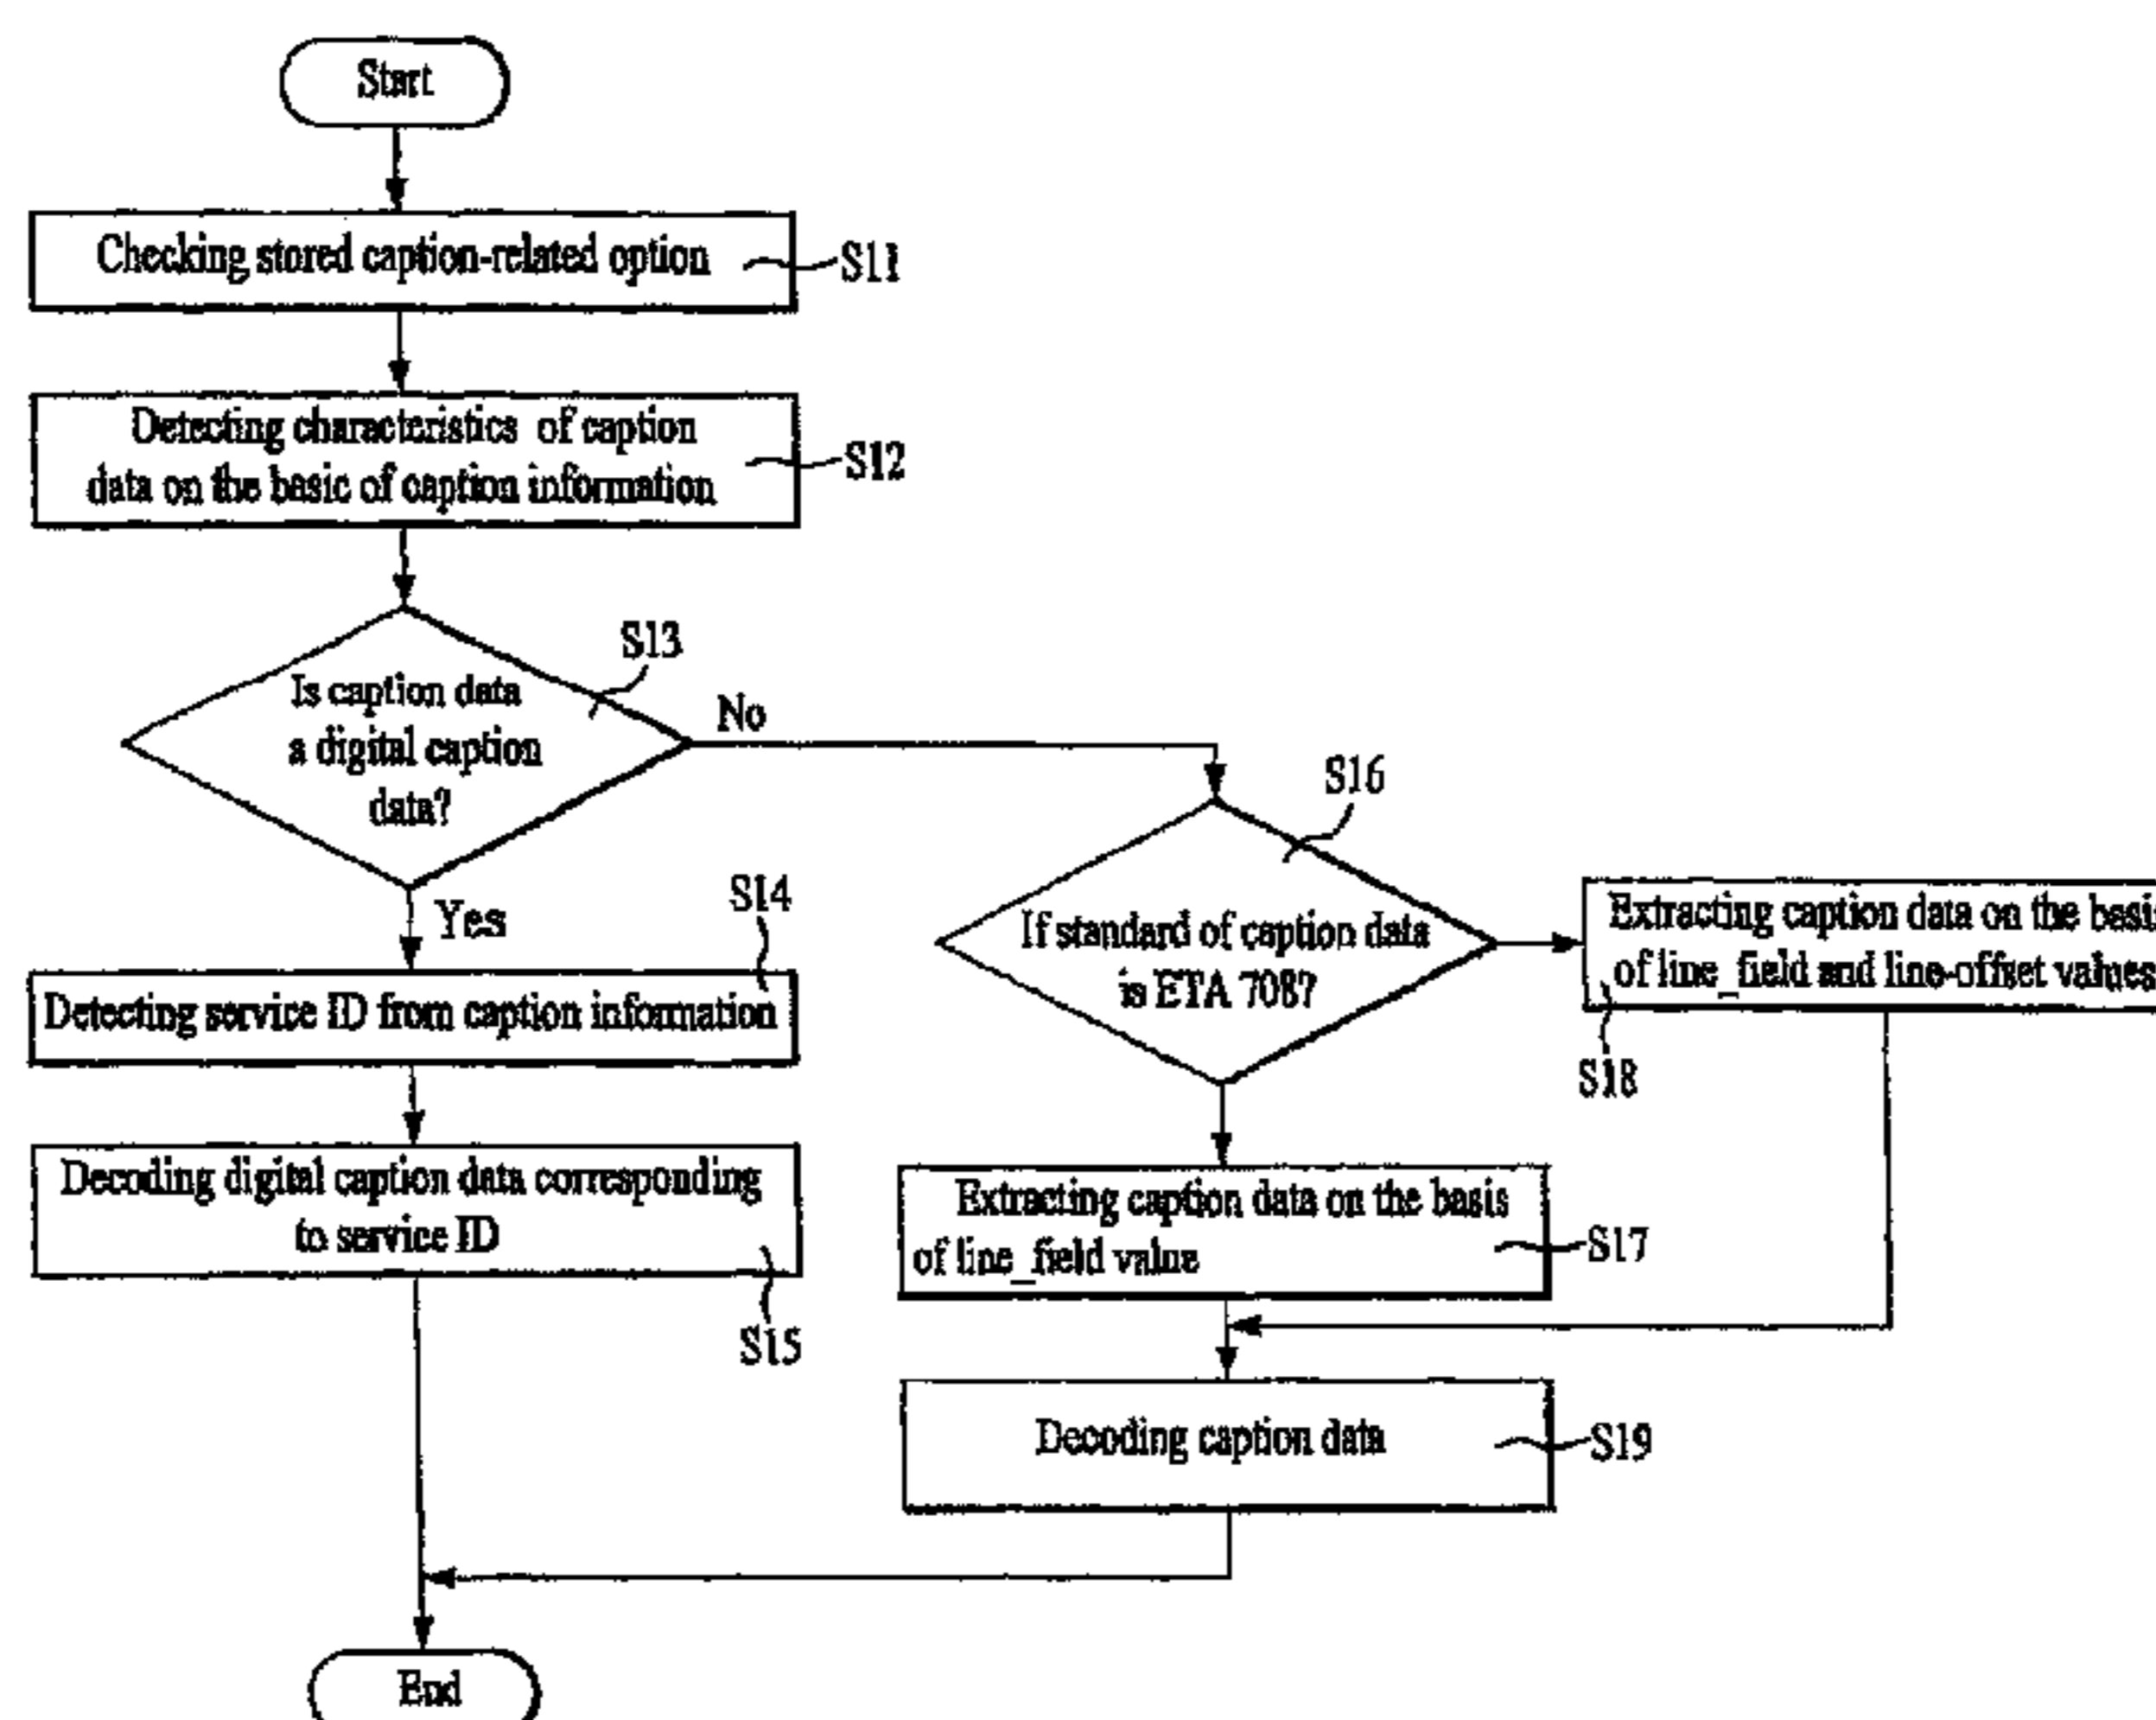 Start
Checking stored caption-related option
S11
Detecting characteristics of caption
data on the basic of caption information
S12
S13
Is caption data
a digital caption
data?
No
Yes
S14
Detecting service ID from caption information
Decoding digital caption data corresponding
to service ID
S15
S16
If standard of caption data
is ETA 708?
Extracting caption data on the basis
of line_field and line-offset values
S18
Extracting caption data on the basis
of line_field value
S17
Decoding caption data
S19
End